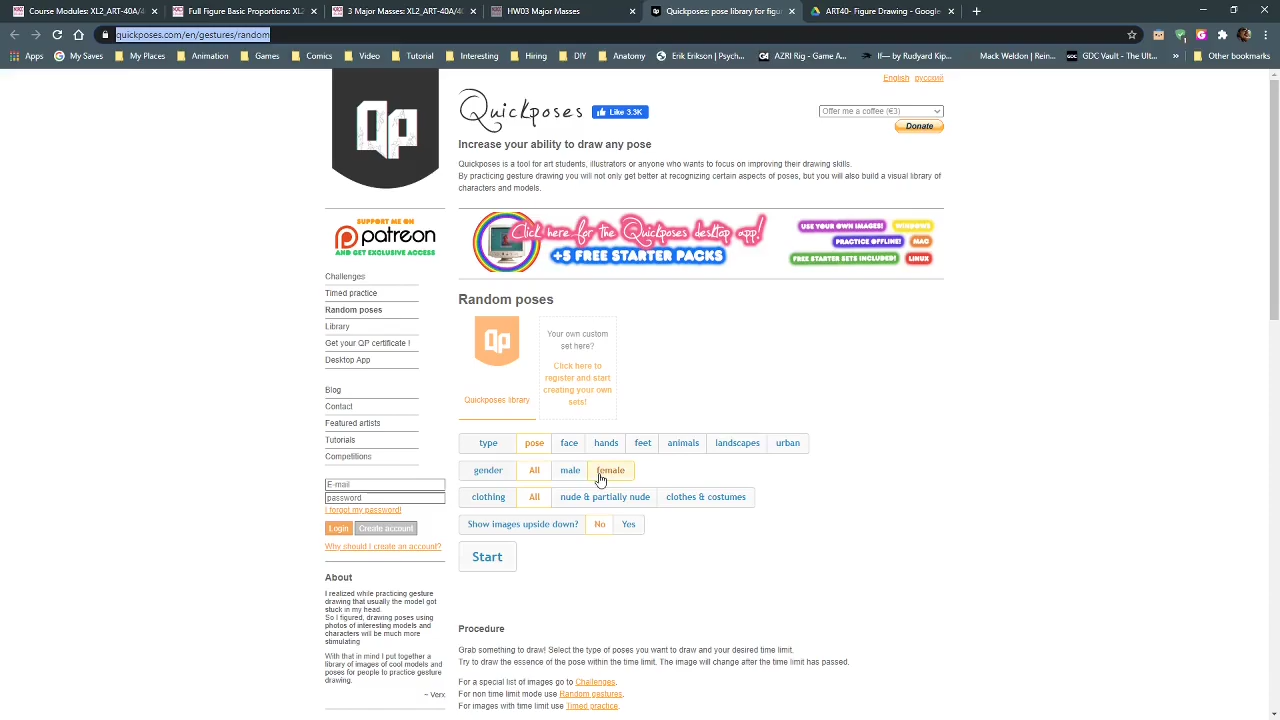 XL2_ART-40A/4
Full Figure Basic Proportions: XL2
XL2_ART-40A/40
HW03 Major Masses
Quickposes pose library for figh
ART40 - Figure Drawing - Google
quickposes.com/en/gestures/random
Apps
My Saves
My Places
Animation
Games
Comics
Video
Tutorial
Hiring
DIY
Anatomy
Erik Erikson | Psych...
AZRI Rig - Game A...
If— by Rudyard Kip...
Mack Weldon | Rein...
GDC Vault - The Ult...
Other bookmarks
English русский
Qp
Quickposes
Like 3.3K
Offer me a coffee (€3)
Donate
Increase your ability to draw any pose
Quickposes is a tool for art students, illustrators or anyone who wants to focus on improving their drawing skills.
By practicing gesture drawing you will not only get better at recognizing certain aspects of poses, but you will also build a visual library of
characters and models.
SUPPORT ME ON
patreon
AND GET EXCLUSIVE ACCESS
Click here for the Quickposes desktop app!
+5 FREE STARTER PACKS
USE YOUR OWN IMAGES! WINDOWS
PRACTICE OFFLINE! MAC
FREE STARTER SETS INCLUDED! LINUX
Challenges
Timed practice
Random poses
Library
Get your QP certificate !
Desktop App
Blog
Contact
Featured artists
Tutorials
Competitions
E-mail
password
I forgot my password!
Login Create account
Why should I create an account?
About
I realized while practicing gesture
drawing that usually the model got
stuck in my head.
So I figured, drawing poses using
photos of interesting models and
characters will be much more
stimulating
With that in mind I put together a
library of images of cool models and
poses for people to practice gesture
drawing.
~ Verx
Random poses
Qp
Quickposes library
Your own custom
set here?
Click here to
register and start
creating your own
sets!
type pose face hands feet animals landscapes urban
gender All male female
clothing All nude & partially nude clothes & costumes
Show images upside down? No Yes
Start
Procedure
Grab something to draw! Select the type of poses you want to draw and your desired time limit.
Try to draw the essence of the pose within the time limit. The image will change after the time limit has passed.
For a special list of images go to Challenges.
For non time limit mode use Random gestures.
For images with time limit use Timed practice.